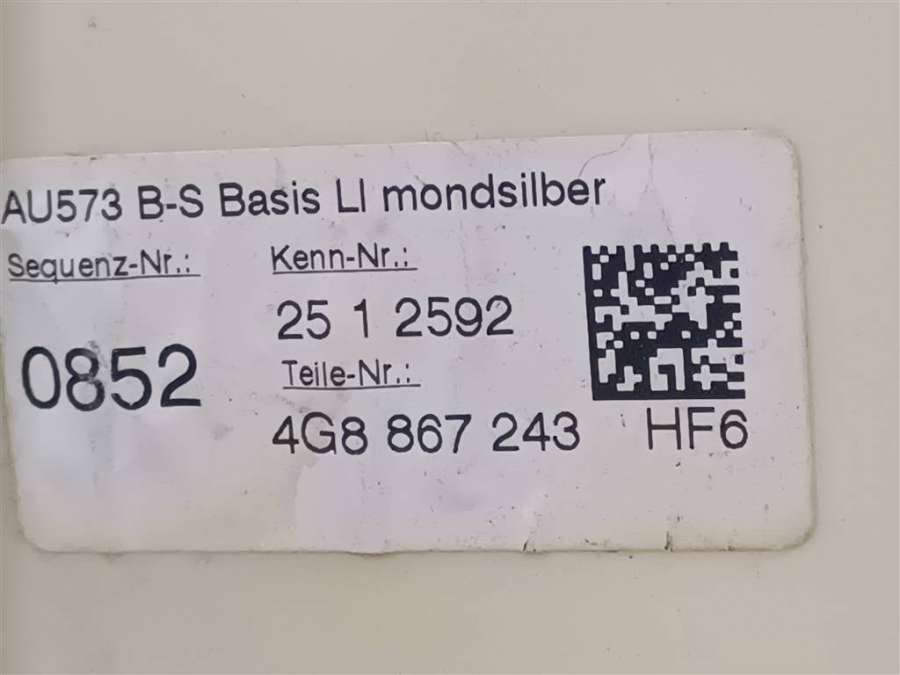 AU573 B-S Basis LI mondsilber
Sequenz-Nr.: Kenn-Nr.:
25 1 2592
0852
Teile-Nr.:
4G8 867 243 HF6